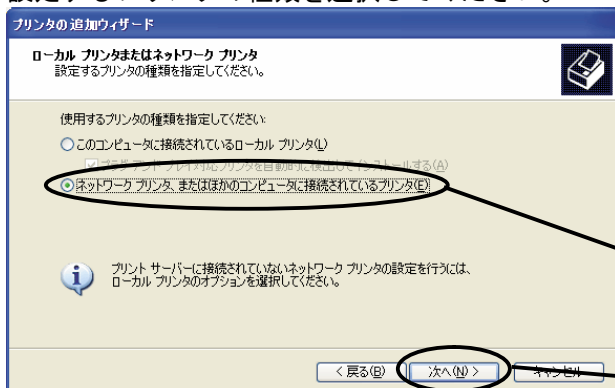 設定するプリンタの種類を選択してください。
プリンタの追加ウィザード
ローカル プリンタまたはネットワーク プリンタ
設定するプリンタの種類を指定してください。
使用するプリンタの種類を指定してください:
このコンピュータに接続されているローカル プリンタ(L)
プラグ アンド プレイ対応プリンタを自動的に検出してインストールする(A)
ネットワーク プリンタ、またはほかのコンピュータに接続されているプリンタ(E)
プリント サーバーに接続されていないネットワーク プリンタの設定を行うには、
ローカル プリンタのオプションを選択してください。
< 戻る(B)
次へ(N) >
キャンセル